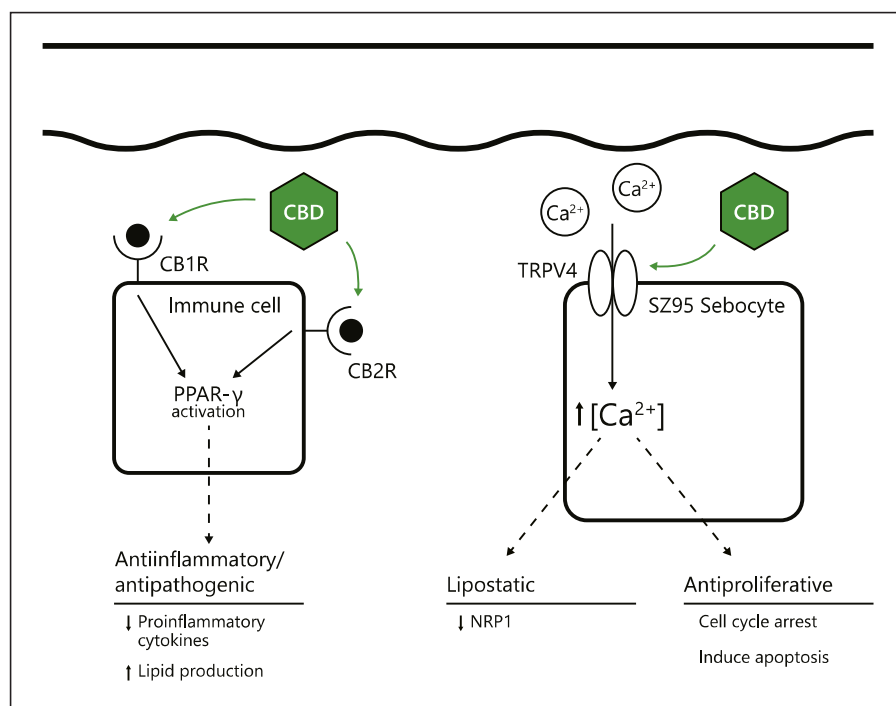 CBD
CB1R
Immune cell
CB2R
PPAR-γ
activation
Antiinflammatory/
antipathogenic
↓ Proinflammatory
cytokines
↑ Lipid production
Ca²⁺
Ca²⁺
CBD
TRPV4
SZ95 Sebocyte
↑[Ca²⁺]
Lipostatic
↓ NRP1
Antiproliferative
Cell cycle arrest
Induce apoptosis